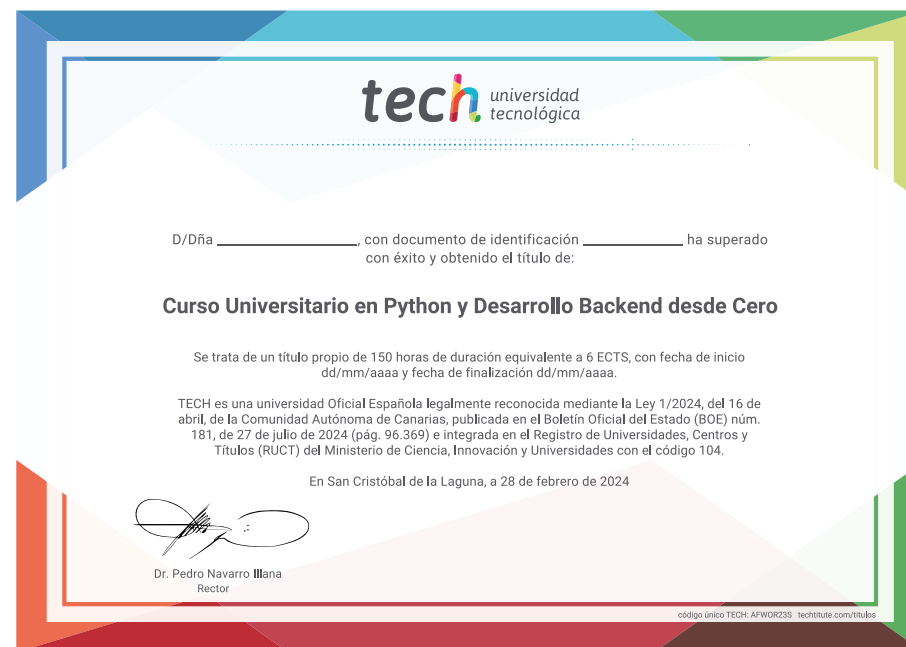 tech universidad
tecnológica
D/Dña ________________, con documento de identificación ____________ ha superado
con éxito y obtenido el título de:
Curso Universitario en Python y Desarrollo Backend desde Cero
Se trata de un título propio de 150 horas de duración equivalente a 6 ECTS, con fecha de inicio
dd/mm/aaaa y fecha de finalización dd/mm/aaaa.
TECH es una universidad Oficial Española legalmente reconocida mediante la Ley 1/2024, del 16 de
abril, de la Comunidad Autónoma de Canarias, publicada en el Boletín Oficial del Estado (BOE) núm.
181, de 27 de julio de 2024 (pág. 96.369) e integrada en el Registro de Universidades, Centros y
Títulos (RUCT) del Ministerio de Ciencia, Innovación y Universidades con el código 104.
En San Cristóbal de la Laguna, a 28 de febrero de 2024
Dr. Pedro Navarro Illana
Rector
código único TECH: AFWOR23S techtitute.com/titulos